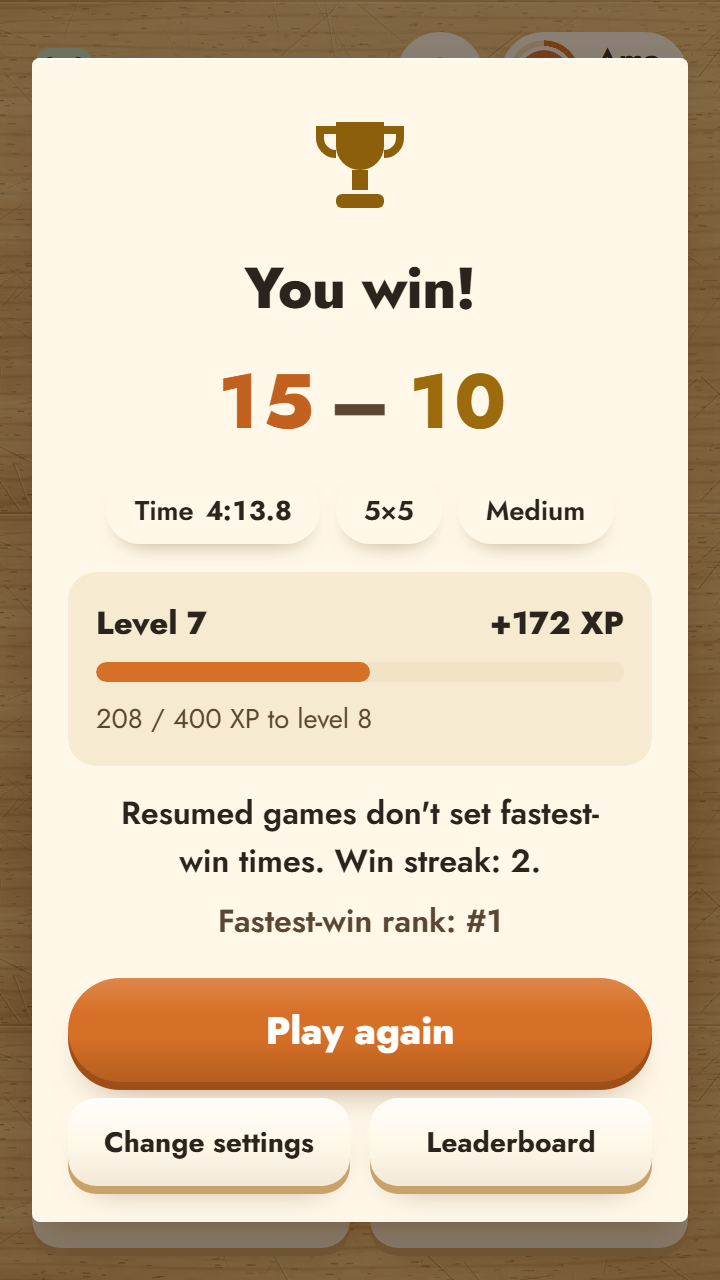 You win!
15 – 10
Time 4:13.8
5×5
Medium
Level 7
+172 XP
208 / 400 XP to level 8
Resumed games don't set fastest-
win times. Win streak: 2.
Fastest-win rank: #1
Play again
Change settings
Leaderboard